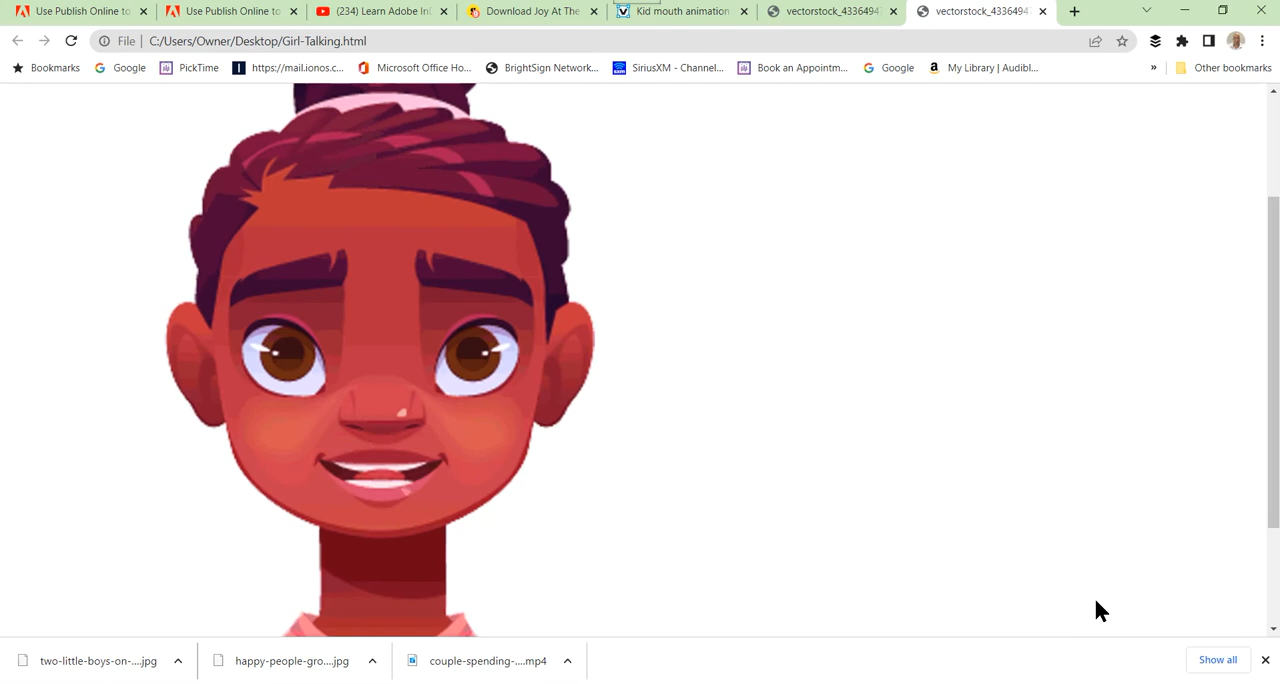 Use Publish Online to
Use Publish Online to
(234) Learn Adobe InD
Download Joy At The
Kid mouth animation
vectorstock_4336494
vectorstock_4336494
File
C:/Users/Owner/Desktop/Girl-Talking.html
Bookmarks
Google
PickTime
https://mail.ionos.c...
Microsoft Office Ho...
BrightSign Network...
SiriusXM - Channel...
Book an Appointm...
Google
My Library | Audibl...
»
Other bookmarks
two-little-boys-on-....jpg
happy-people-gro....jpg
couple-spending-....mp4
Show all